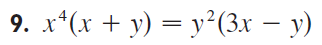 9. x⁴(x + y) = y²(3x − y)